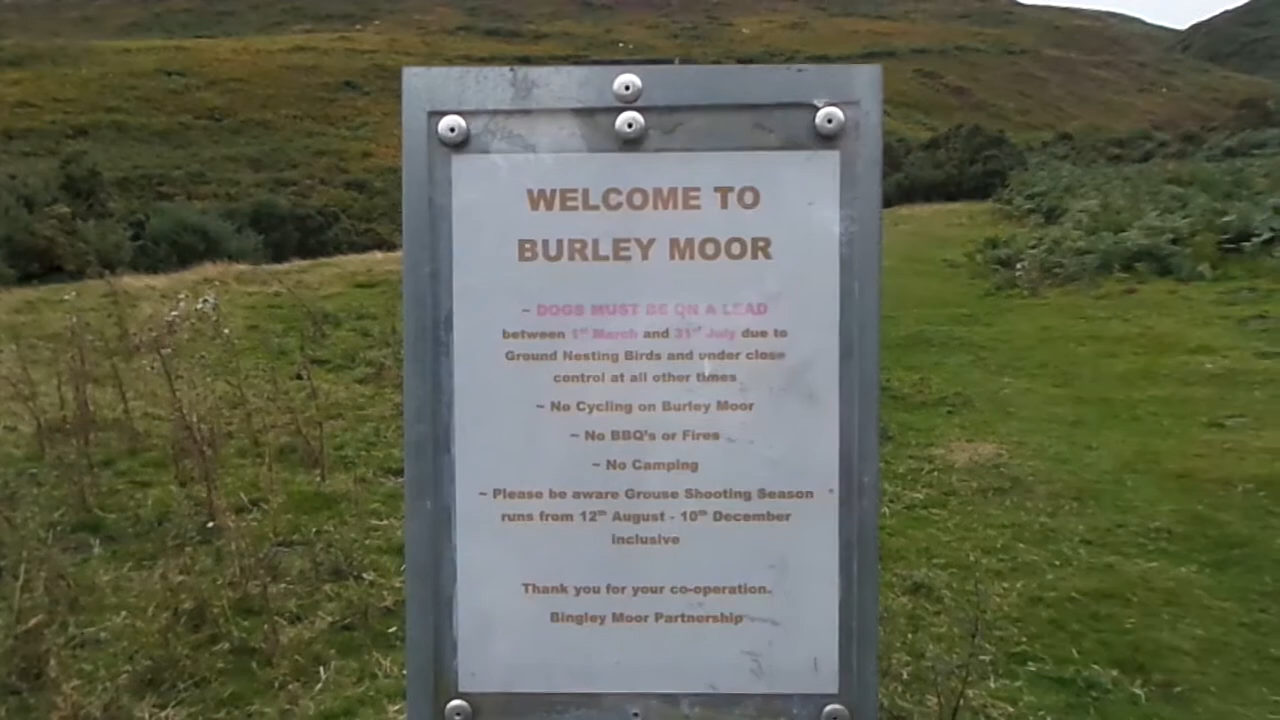 WELCOME TO
BURLEY MOOR
~ DOGS MUST BE ON A LEAD
between 1st March and 31st July due to
Ground Nesting Birds and under close
control at all other times
~ No Cycling on Burley Moor
~ No BBQ's or Fires
~ No Camping
~ Please be aware Grouse Shooting Season
runs from 12th August - 10th December
inclusive
Thank you for your co-operation.
Bingley Moor Partnership